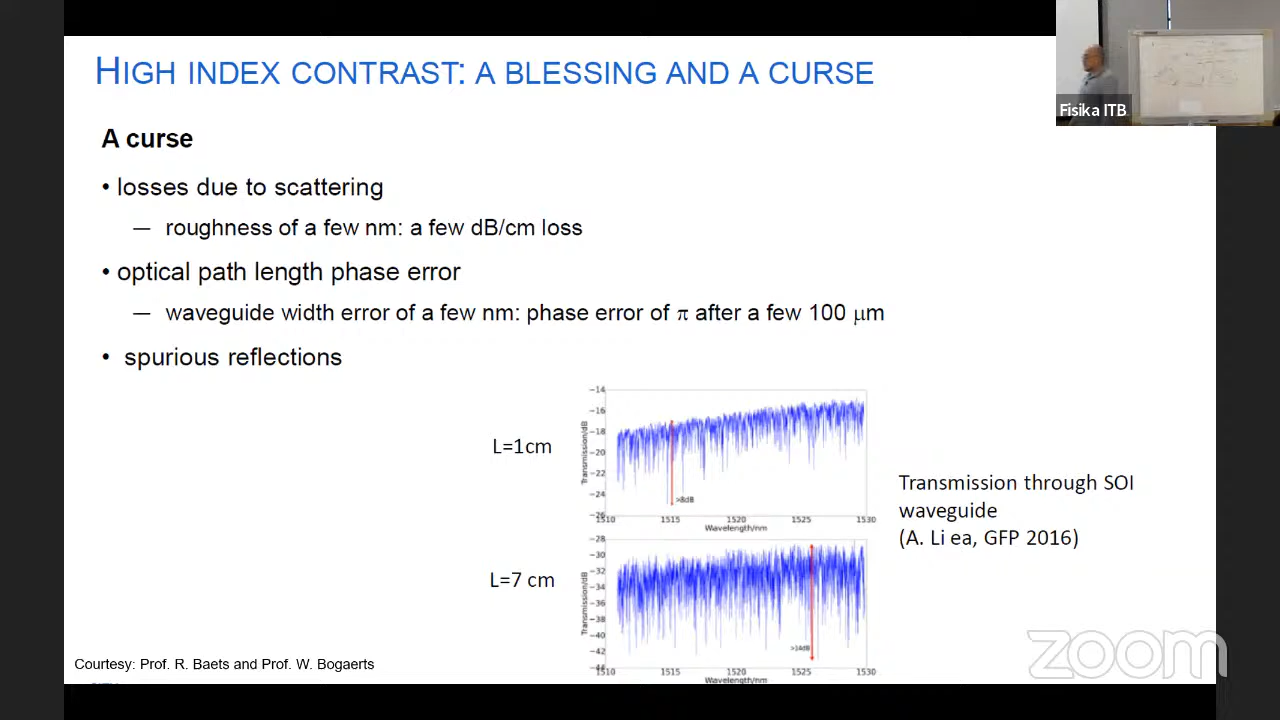 HIGH INDEX CONTRAST: A BLESSING AND A CURSE
Fisika ITB
A curse
• losses due to scattering
— roughness of a few nm: a few dB/cm loss
• optical path length phase error
— waveguide width error of a few nm: phase error of π after a few 100 μm
• spurious reflections
L=1cm
Transmission/dB
−14
−16
−18
−20
−22
−24
−26
>8dB
1510 1515 1520 1525 1530
Wavelength/nm
L=7 cm
Transmission/dB
−28
−30
−32
−34
−36
−38
−40
−42
−44
>14dB
1510 1515 1520 1525 1530
Wavelength/nm
Transmission through SOI
waveguide
(A. Li ea, GFP 2016)
Courtesy: Prof. R. Baets and Prof. W. Bogaerts
zoom